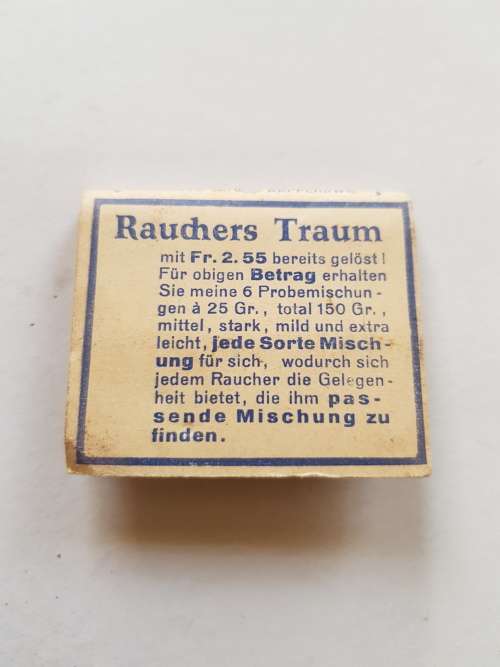 Rauchers Traum
mit Fr. 2.55 bereits gelöst!
Für obigen Betrag erhalten
Sie meine 6 Probemischun-
gen à 25 Gr., total 150 Gr.,
mittel, stark, mild und extra
leicht, jede Sorte Misch-
ung für sich, wodurch sich
jedem Raucher die Gelegen-
heit bietet, die ihm pas-
sende Mischung zu
finden.